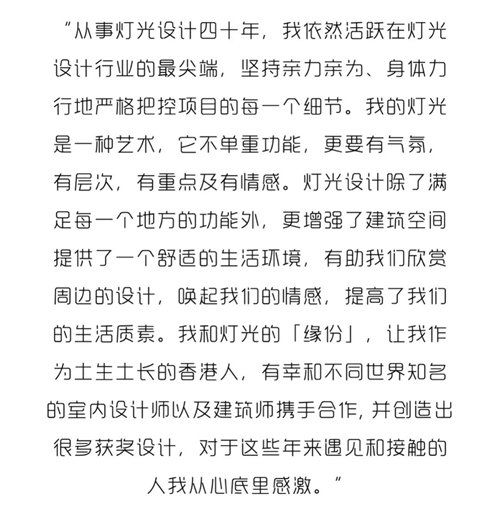 “从事灯光设计四十年，我依然活跃在灯光
设计行业的最尖端，坚持亲力亲为、身体力
行地严格把控项目的每一个细节。我的灯光
是一种艺术，它不单重功能，更要有气氛，
有层次，有重点及有情感。灯光设计除了满
足每一个地方的功能外，更增强了建筑空间
提供了一个舒适的生活环境，有助我们欣赏
周边的设计，唤起我们的情感，提高了我们
的生活质素。我和灯光的「缘份」，让我作
为土生土长的香港人，有幸和不同世界知名
的室内设计师以及建筑师携手合作, 并创造出
很多获奖设计，对于这些年来遇见和接触的
人我从心底里感激。”